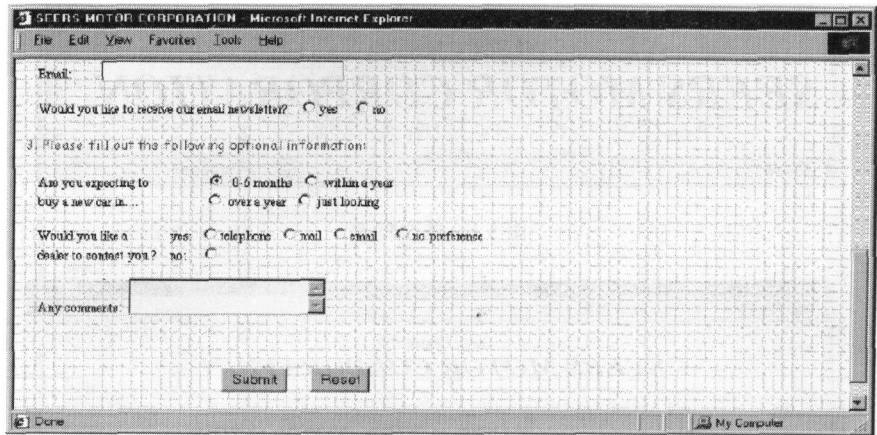 SEERS MOTOR CORPORATION - Microsoft Internet Explorer
File Edit View Favorites Tools Help
Email:
Would you like to receive our email newsletter? yes no
3. Please fill out the following optional information:
Are you expecting to 0-6 months within a year
buy a new car in.... over a year just looking
Would you like a yes: telephone mail email no preference
dealer to contact you? no:
Any comments:
Submit Reset
Done My Computer